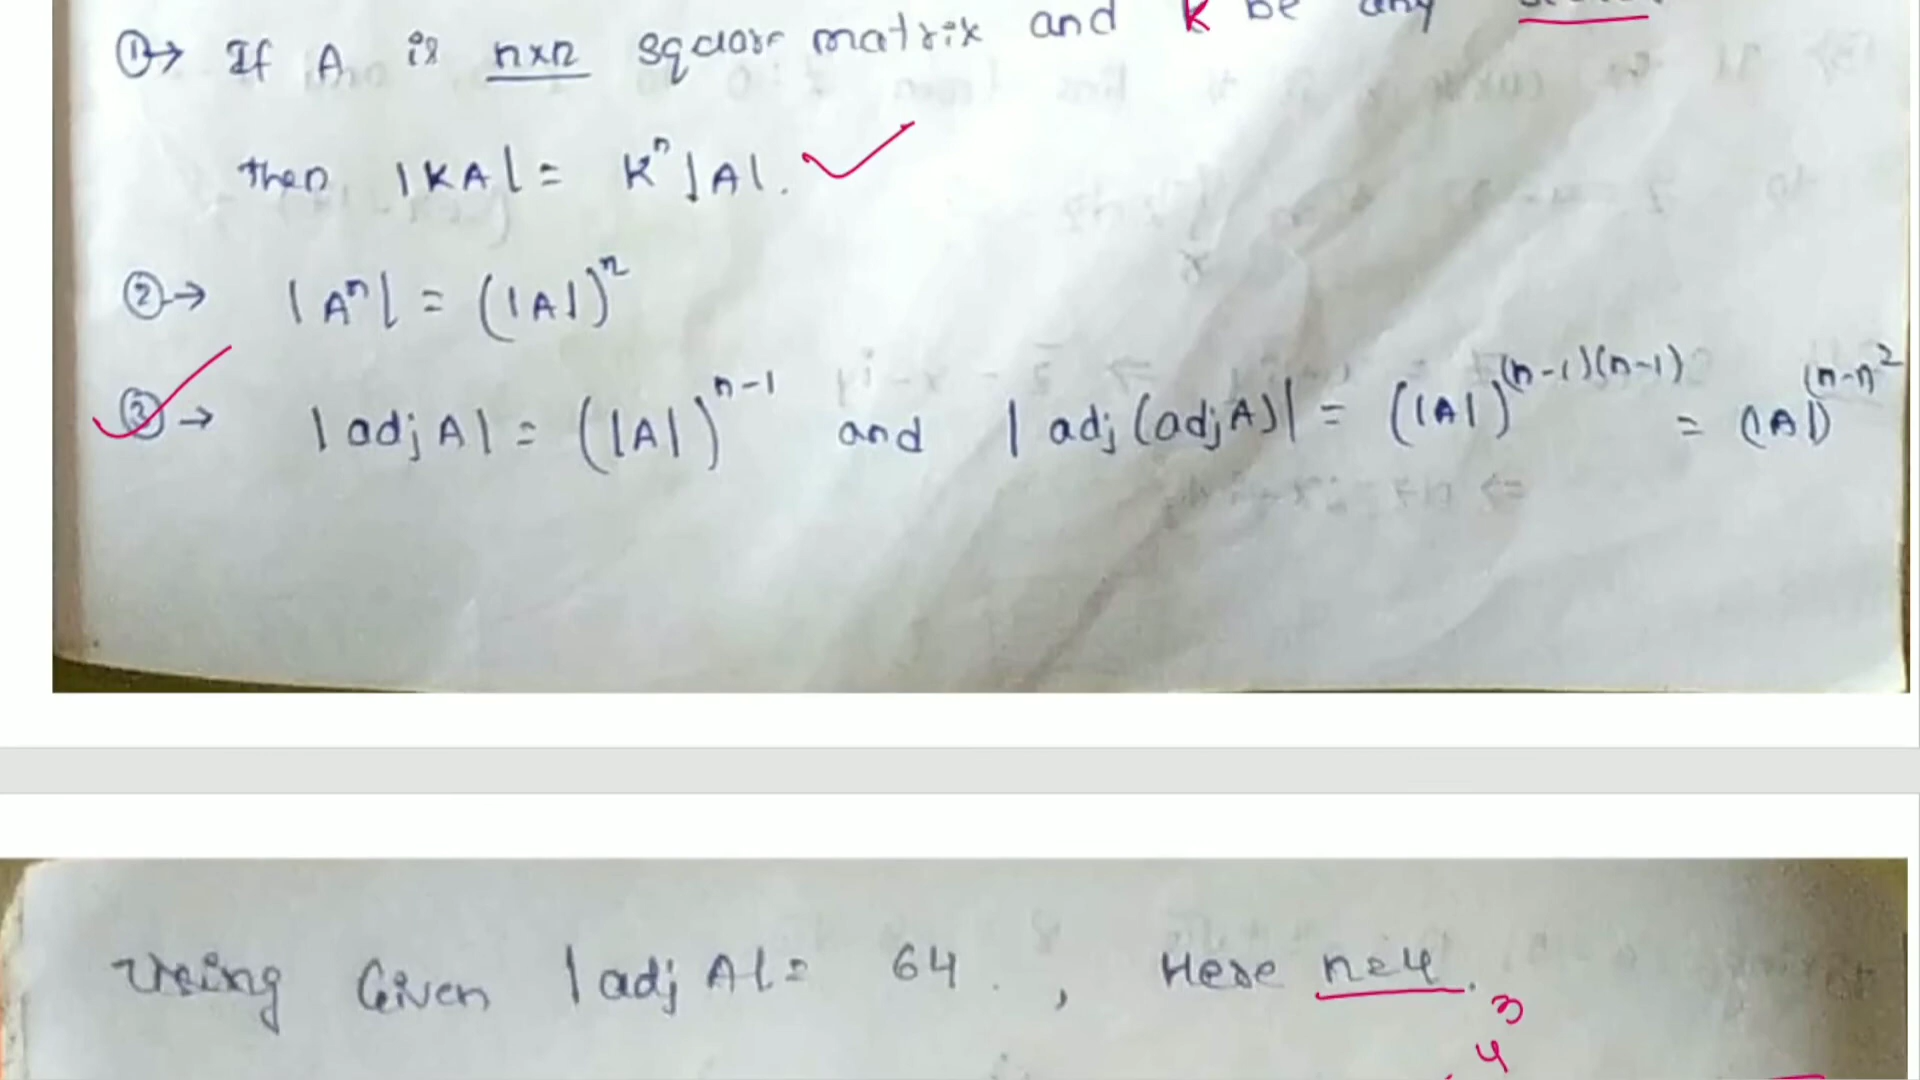 ①→ If A is n×n square matrix and K be any
then |KA| = Kⁿ|A|.
②→ |Aⁿ| = (|A|)ⁿ
③→ |adj A| = (|A|)ⁿ⁻¹ and |adj(adjA)| = (|A|)⁽ⁿ⁻¹⁾⁽ⁿ⁻¹⁾ = (|A|)⁽ⁿ⁻¹⁾²
Using Given |adj A| = 64. , Here n=4.
3
4